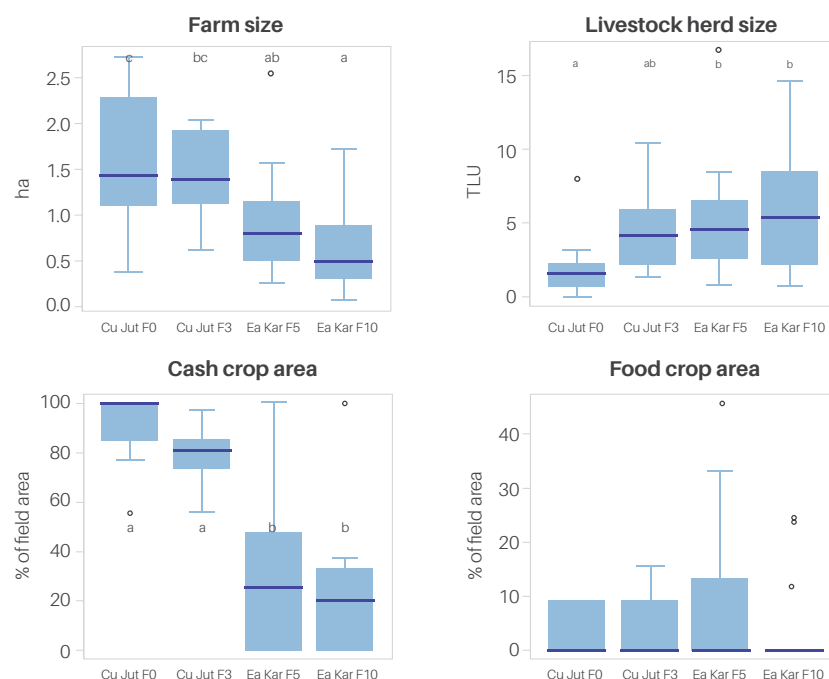 Farm size
c bc ab a
2.5
2.0
1.5
1.0
0.5
0.0
ha
Cu Jut F0 Cu Jut F3 Ea Kar F5 Ea Kar F10
Livestock herd size
a ab b b
15
10
5
0
TLU
Cu Jut F0 Cu Jut F3 Ea Kar F5 Ea Kar F10
Cash crop area
100
80
60
40
20
0
% of field area
a a b b
Cu Jut F0 Cu Jut F3 Ea Kar F5 Ea Kar F10
Food crop area
40
30
20
10
0
% of field area
Cu Jut F0 Cu Jut F3 Ea Kar F5 Ea Kar F10